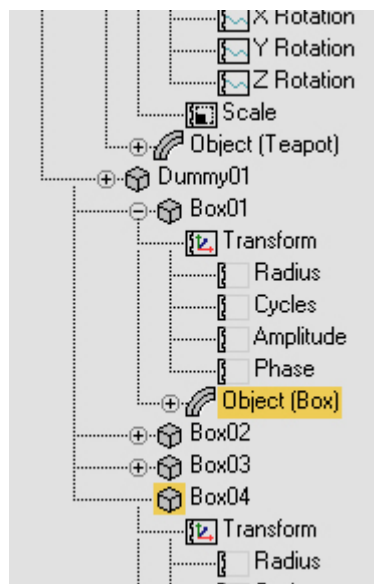 X Rotation
Y Rotation
Z Rotation
Scale
Object (Teapot)
Dummy01
Box01
Transform
Radius
Cycles
Amplitude
Phase
Object (Box)
Box02
Box03
Box04
Transform
Radius